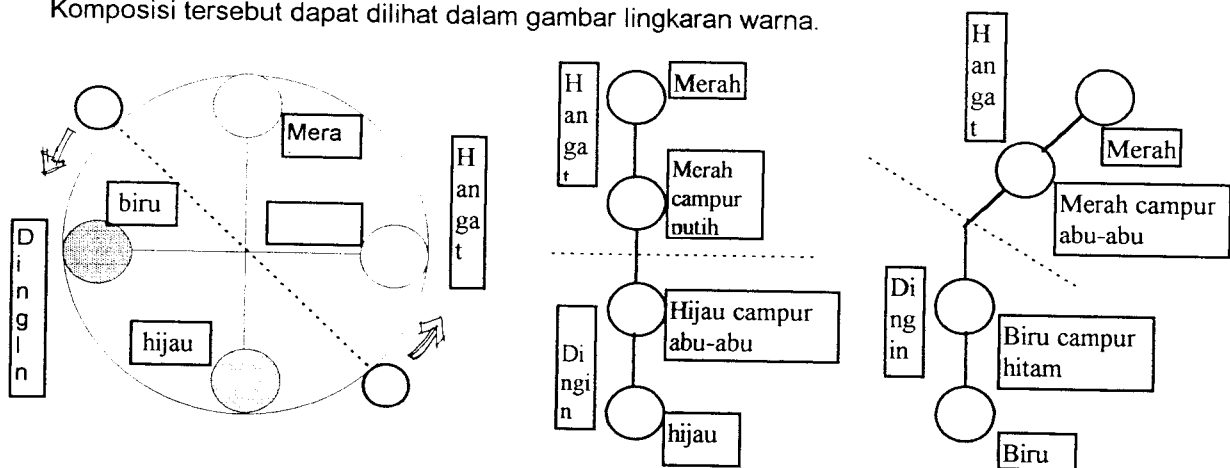 Komposisi tersebut dapat dilihat dalam gambar lingkaran warna.
Mera
biru
hijau
D
i
n
g
I
n
H
an
ga
t
H
an
ga
t
Merah
Merah
campur
putih
Hijau campur
abu-abu
Di
ngi
n
hijau
H
an
ga
t
Merah
Merah campur
abu-abu
Di
ng
in
Biru campur
hitam
Biru